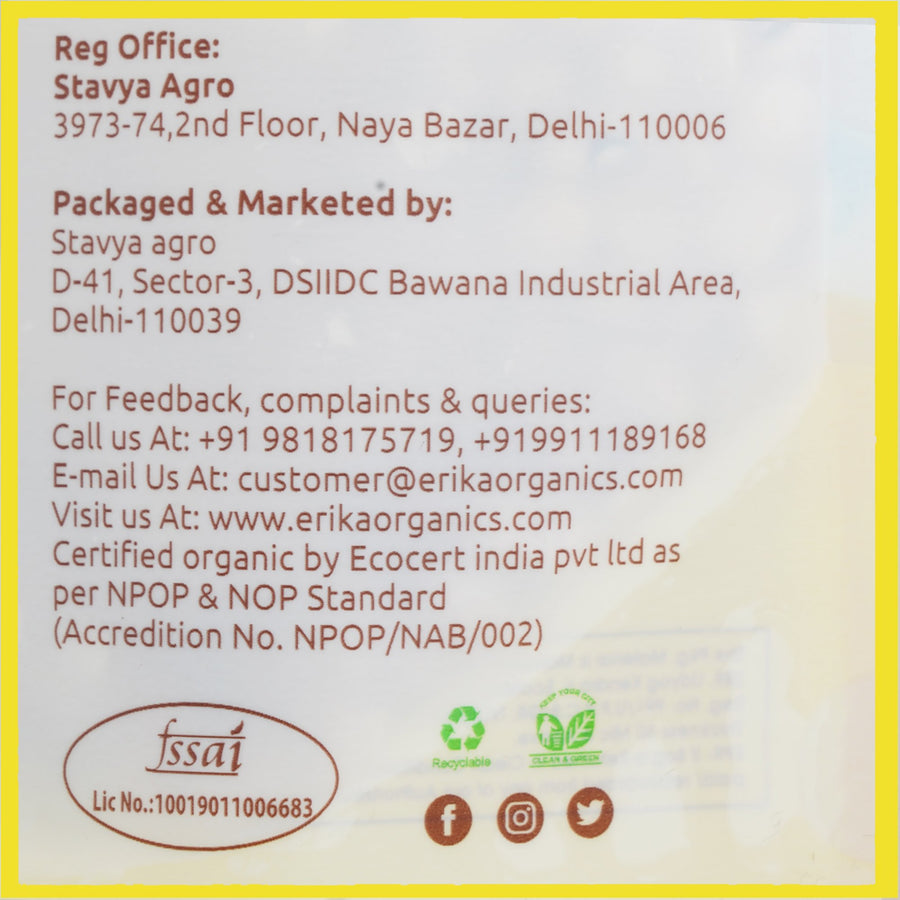 Reg Office:
Stavya Agro
3973-74,2nd Floor, Naya Bazar, Delhi-110006
Packaged & Marketed by:
Stavya agro
D-41, Sector-3, DSIIDC Bawana Industrial Area,
Delhi-110039
For Feedback, complaints & queries:
Call us At: +91 9818175719, +919911189168
E-mail Us At: customer@erikaorganics.com
Visit us At: www.erikaorganics.com
Certified organic by Ecocert india pvt ltd as
per NPOP & NOP Standard
(Accredition No. NPOP/NAB/002)
fssai
Lic No.:10019011006683
Recyclable
KEEP YOUR CITY
CLEAN & GREEN